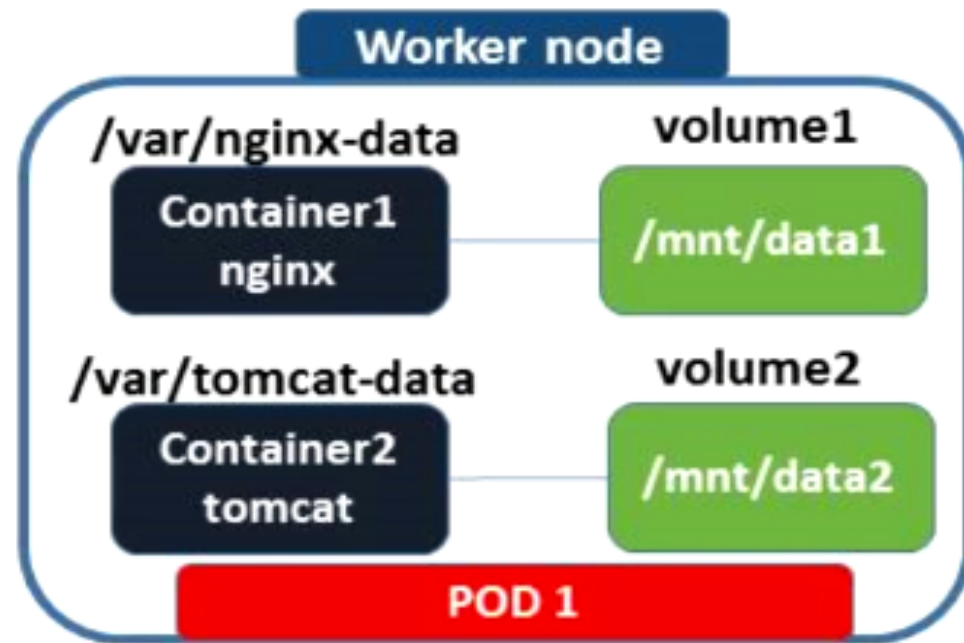 Worker node
/var/nginx-data
volume1
Container1
nginx
/mnt/data1
/var/tomcat-data
volume2
Container2
tomcat
/mnt/data2
POD 1